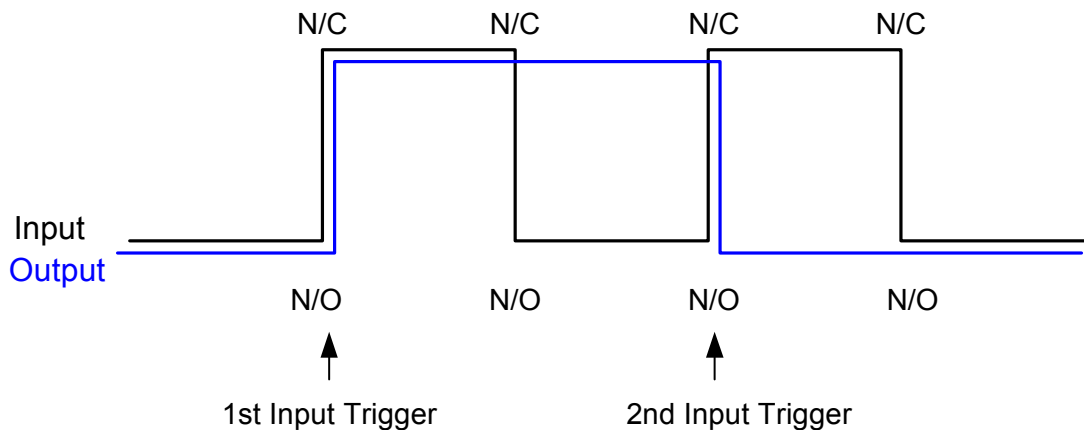 N/C N/C N/C N/C
Input
Output
N/O N/O N/O N/O
1st Input Trigger 2nd Input Trigger